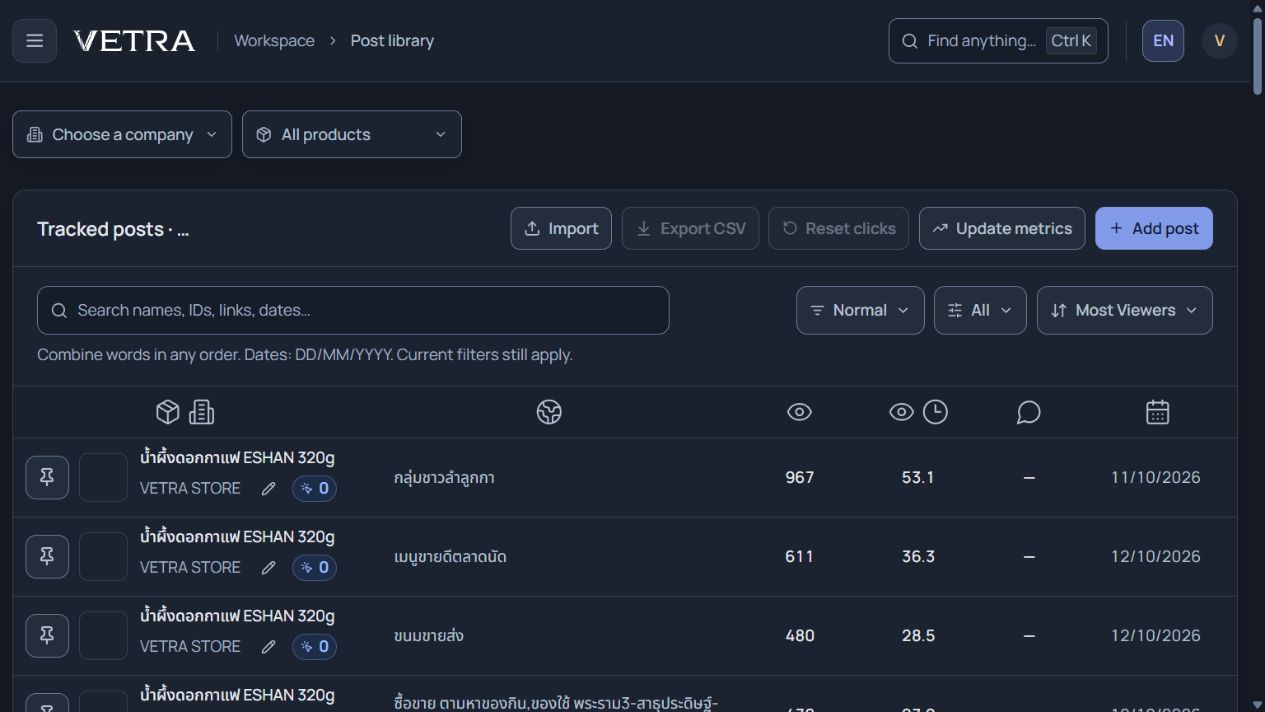 VETRA Workspace › Post library Find anything... Ctrl K EN V
Choose a company All products
Tracked posts · ... Import Export CSV Reset clicks Update metrics + Add post
Search names, IDs, links, dates... Normal All Most Viewers
Combine words in any order. Dates: DD/MM/YYYY. Current filters still apply.
น้ำผึ้งดอกกาแฟ ESHAN 320g
VETRA STORE 0
กลุ่มชาวลำลูกกา 967 53.1 – 11/10/2026
น้ำผึ้งดอกกาแฟ ESHAN 320g
VETRA STORE 0
เมนูขายดีตลาดนัด 611 36.3 – 12/10/2026
น้ำผึ้งดอกกาแฟ ESHAN 320g
VETRA STORE 0
ขนมขายส่ง 480 28.5 – 12/10/2026
น้ำผึ้งดอกกาแฟ ESHAN 320g
ซื้อขาย ตามหาของกิน,ของใช้ พระราม3-สาธุประดิษฐ์-